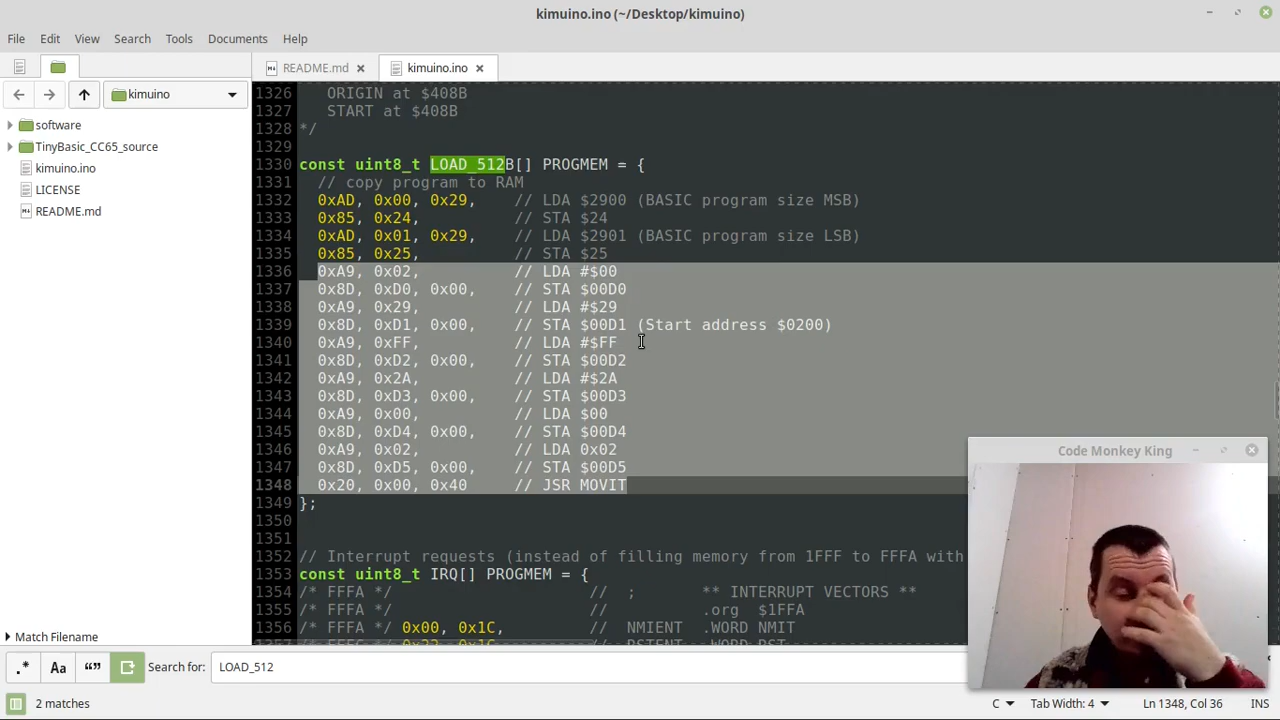 kimuino.ino (~/Desktop/kimuino)
File Edit View Search Tools Documents Help
README.md
kimuino.ino
kimuino
software
TinyBasic_CC65_source
kimuino.ino
LICENSE
README.md
Match Filename
1326 ORIGIN at $408B
1327 START at $408B
1328 */
1329
1330 const uint8_t LOAD_512B[] PROGMEM = {
1331 // copy program to RAM
1332 0xAD, 0x00, 0x29, // LDA $2900 (BASIC program size MSB)
1333 0x85, 0x24, // STA $24
1334 0xAD, 0x01, 0x29, // LDA $2901 (BASIC program size LSB)
1335 0x85, 0x25, // STA $25
1336 0xA9, 0x02, // LDA #$00
1337 0x8D, 0xD0, 0x00, // STA $00D0
1338 0xA9, 0x29, // LDA #$29
1339 0x8D, 0xD1, 0x00, // STA $00D1 (Start address $0200)
1340 0xA9, 0xFF, // LDA #$FF
1341 0x8D, 0xD2, 0x00, // STA $00D2
1342 0xA9, 0x2A, // LDA #$2A
1343 0x8D, 0xD3, 0x00, // STA $00D3
1344 0xA9, 0x00, // LDA $00
1345 0x8D, 0xD4, 0x00, // STA $00D4
1346 0xA9, 0x02, // LDA 0x02
1347 0x8D, 0xD5, 0x00, // STA $00D5
1348 0x20, 0x00, 0x40 // JSR MOVIT
1349 };
1350
1351
1352 // Interrupt requests (instead of filling memory from 1FFF to FFFA with
1353 const uint8_t IRQ[] PROGMEM = {
1354 /* FFFA */ // ; ** INTERRUPT VECTORS **
1355 /* FFFA */ // .org $1FFA
1356 /* FFFA */ 0x00, 0x1C, // NMIENT .WORD NMIT
Code Monkey King
.* Aa “” Search for: LOAD_512
2 matches
C Tab Width: 4 Ln 1348, Col 36 INS